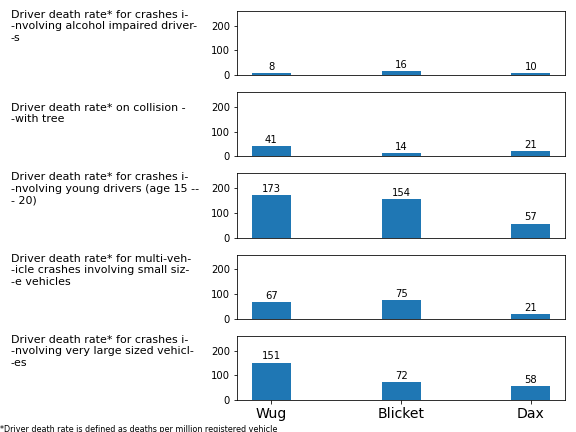 Driver death rate* for crashes i-
-nvolving alcohol impaired driver-
-s
200
100
0
8
16
10
Driver death rate* on collision -
-with tree
200
100
0
41
14
21
Driver death rate* for crashes i-
-nvolving young drivers (age 15 --
- 20)
200
100
0
173
154
57
Driver death rate* for multi-veh-
-icle crashes involving small siz-
-e vehicles
200
100
0
67
75
21
Driver death rate* for crashes i-
-nvolving very large sized vehicl-
-es
200
100
0
151
72
58
Wug Blicket Dax
*Driver death rate is defined as deaths per million registered vehicle